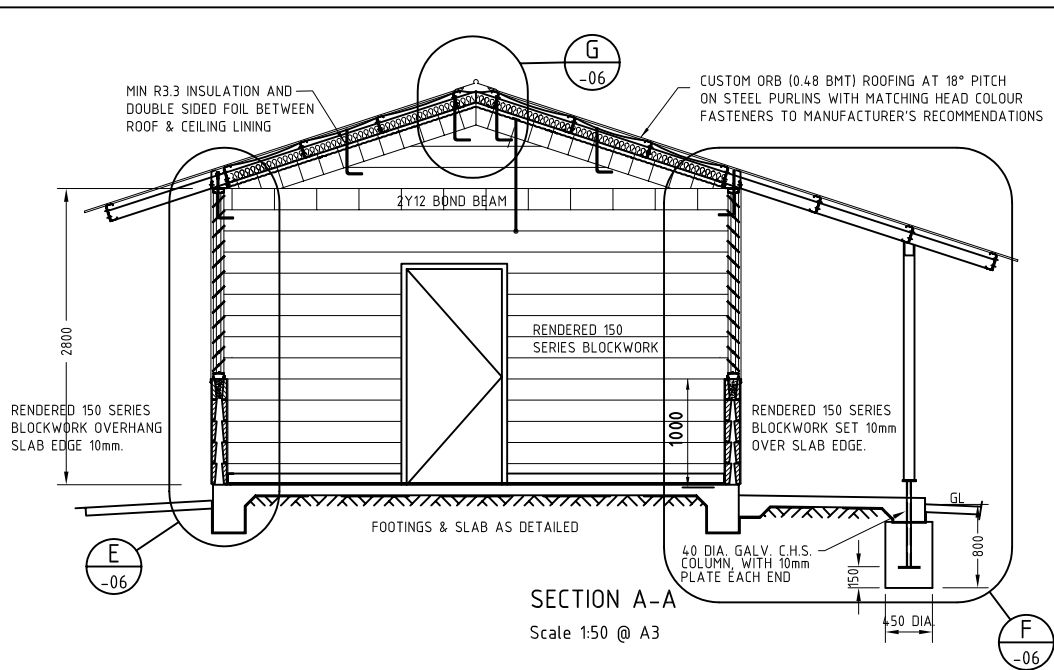 G
-06
MIN R3.3 INSULATION AND
DOUBLE SIDED FOIL BETWEEN
ROOF & CEILING LINING
CUSTOM ORB (0.48 BMT) ROOFING AT 18° PITCH
ON STEEL PURLINS WITH MATCHING HEAD COLOUR
FASTENERS TO MANUFACTURER'S RECOMMENDATIONS
2Y12 BOND BEAM
2800
RENDERED 150
SERIES BLOCKWORK
1000
RENDERED 150 SERIES
BLOCKWORK OVERHANG
SLAB EDGE 10mm.
RENDERED 150 SERIES
BLOCKWORK SET 10mm
OVER SLAB EDGE.
GL
FOOTINGS & SLAB AS DETAILED
E
-06
40 DIA. GALV. C.H.S.
COLUMN, WITH 10mm
PLATE EACH END
150
800
450 DIA.
SECTION A-A
Scale 1:50 @ A3
F
-06